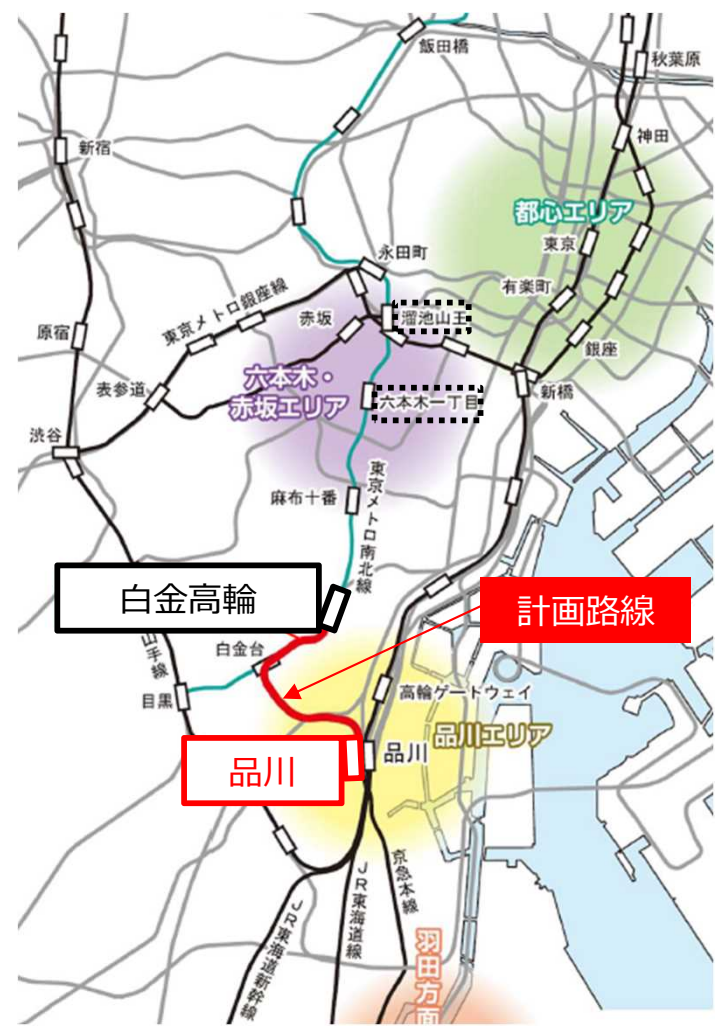 飯田橋
秋葉原
神田
新宿
都心エリア
東京
永田町
有楽町
東京メトロ銀座線
赤坂
溜池山王
原宿
銀座
六本木・
赤坂エリア
表参道
六本木一丁目
新橋
渋谷
麻布十番
東京メトロ南北線
白金高輪
計画路線
山手線
白金台
目黒
高輪ゲートウェイ
品川エリア
品川
品川
京急本線
JR東海道線
JR東海道新幹線
羽田方面